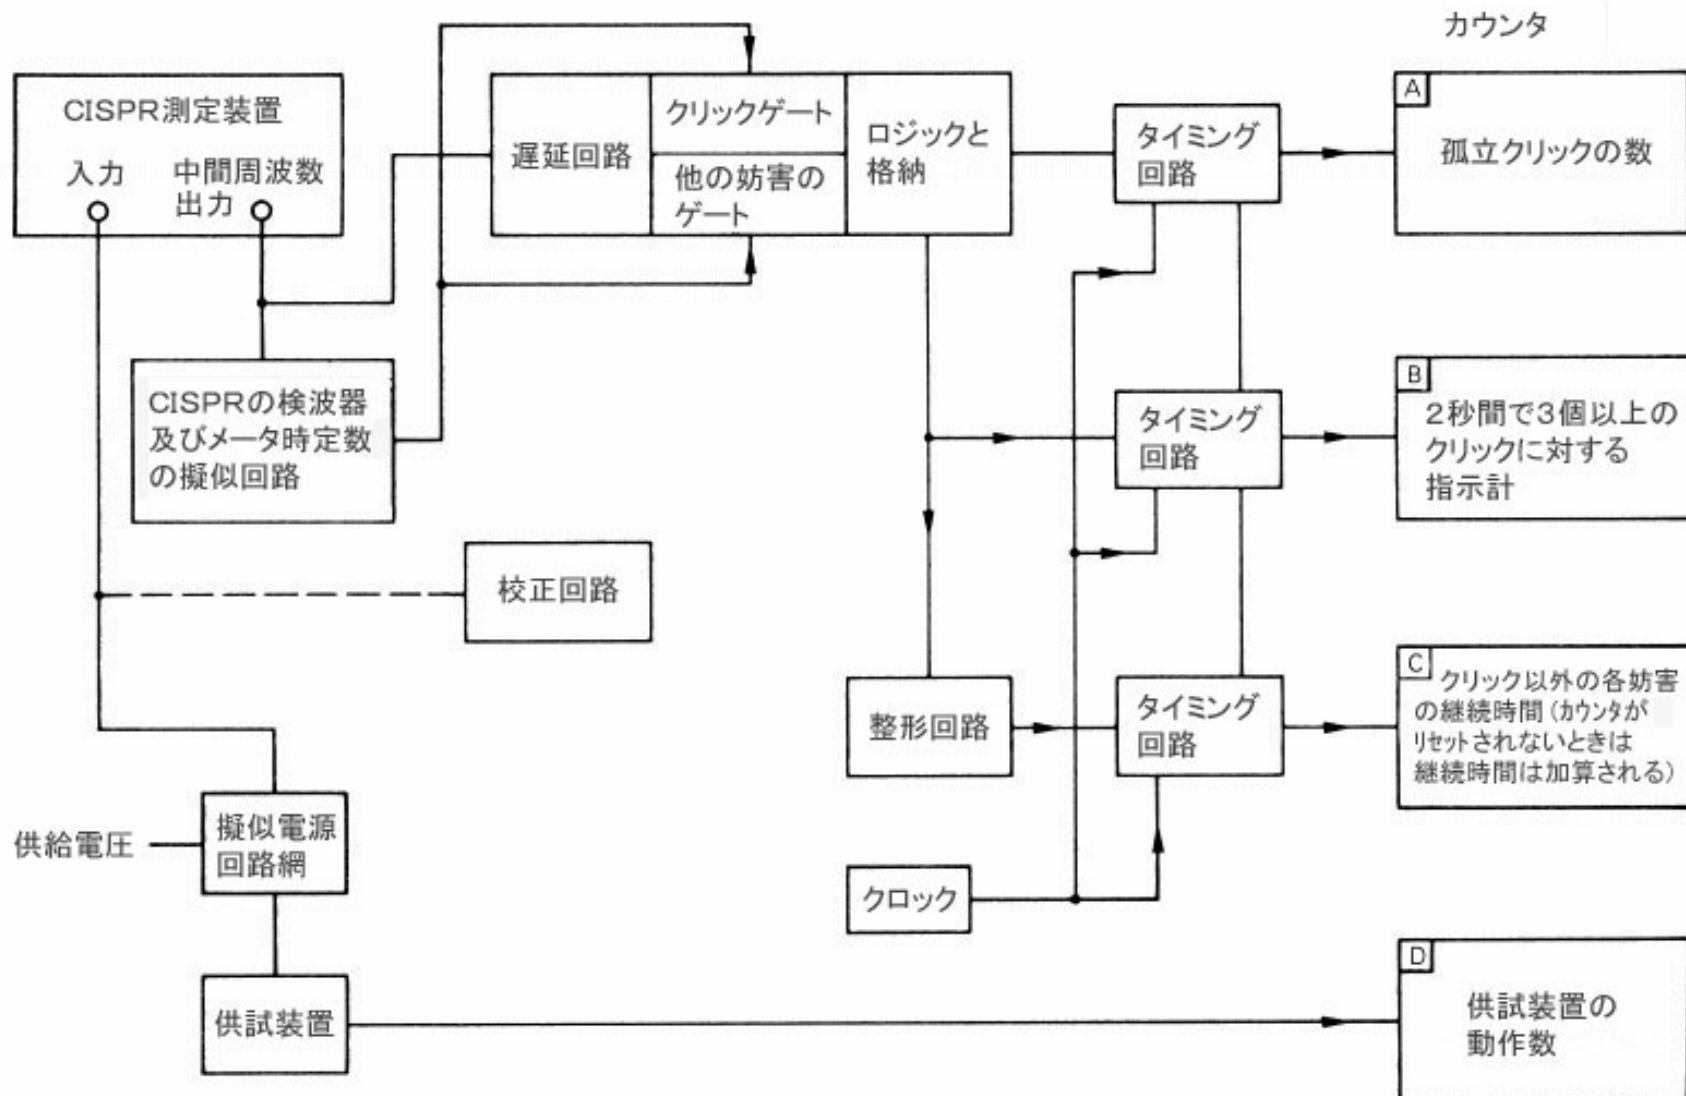 カウンタ
CISPR測定装置
入力
中間周波数
出力
遅延回路
クリックゲート
他の妨害の
ゲート
ロジックと
格納
タイミング
回路
A
孤立クリックの数
CISPRの検波器
及びメータ時定数
の擬似回路
タイミング
回路
B
2秒間で3個以上の
クリックに対する
指示計
校正回路
整形回路
タイミング
回路
C
クリック以外の各妨害
の継続時間(カウンタが
リセットされないときは
継続時間は加算される)
供給電圧
擬似電源
回路網
クロック
供試装置
D
供試装置の
動作数